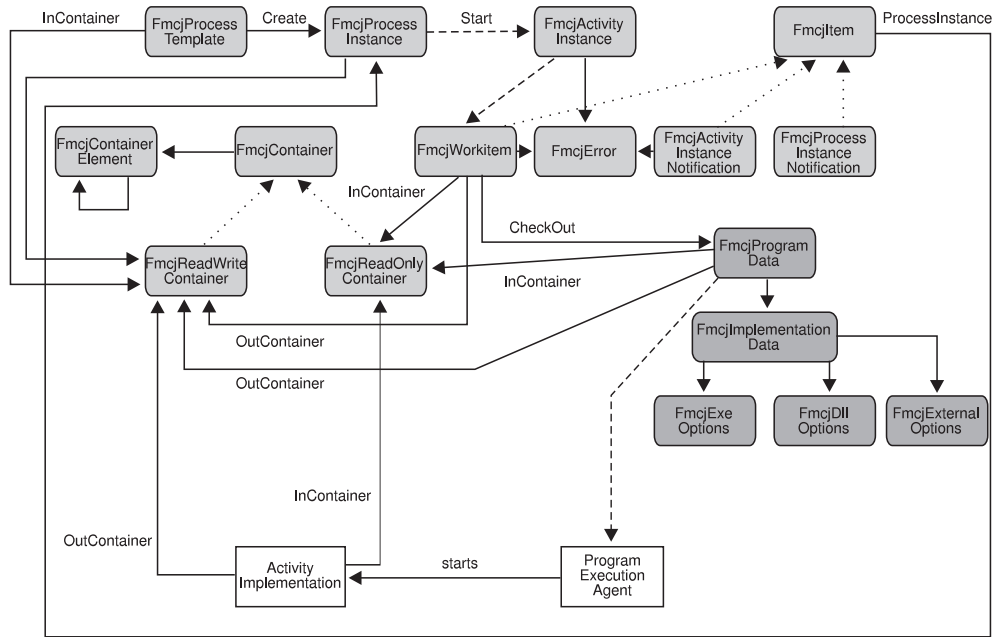 InContainer
FmcjProcess
Template
Create
FmcjProcess
Instance
Start
FmcjActivity
Instance
FmcjItem
ProcessInstance
FmcjContainer
Element
FmcjContainer
FmcjWorkitem
FmcjError
FmcjActivity
Instance
Notification
FmcjProcess
Instance
Notification
InContainer
CheckOut
FmcjReadWrite
Container
FmcjReadOnly
Container
FmcjProgram
Data
InContainer
OutContainer
FmcjImplementation
Data
OutContainer
FmcjExe
Options
FmcjDll
Options
FmcjExternal
Options
InContainer
OutContainer
Activity
Implementation
starts
Program
Execution
Agent